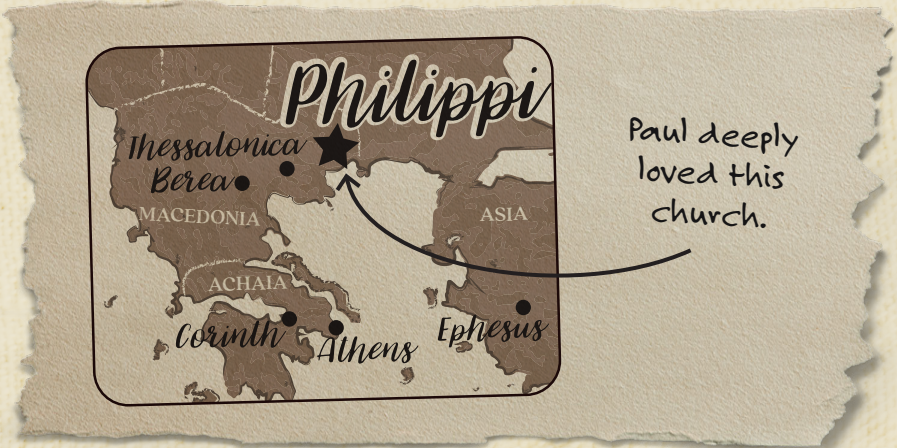 Philippi
Thessalonica
Berea
MACEDONIA
ASIA
ACHAIA
Corinth
Athens
Ephesus
Paul deeply
loved this
church.